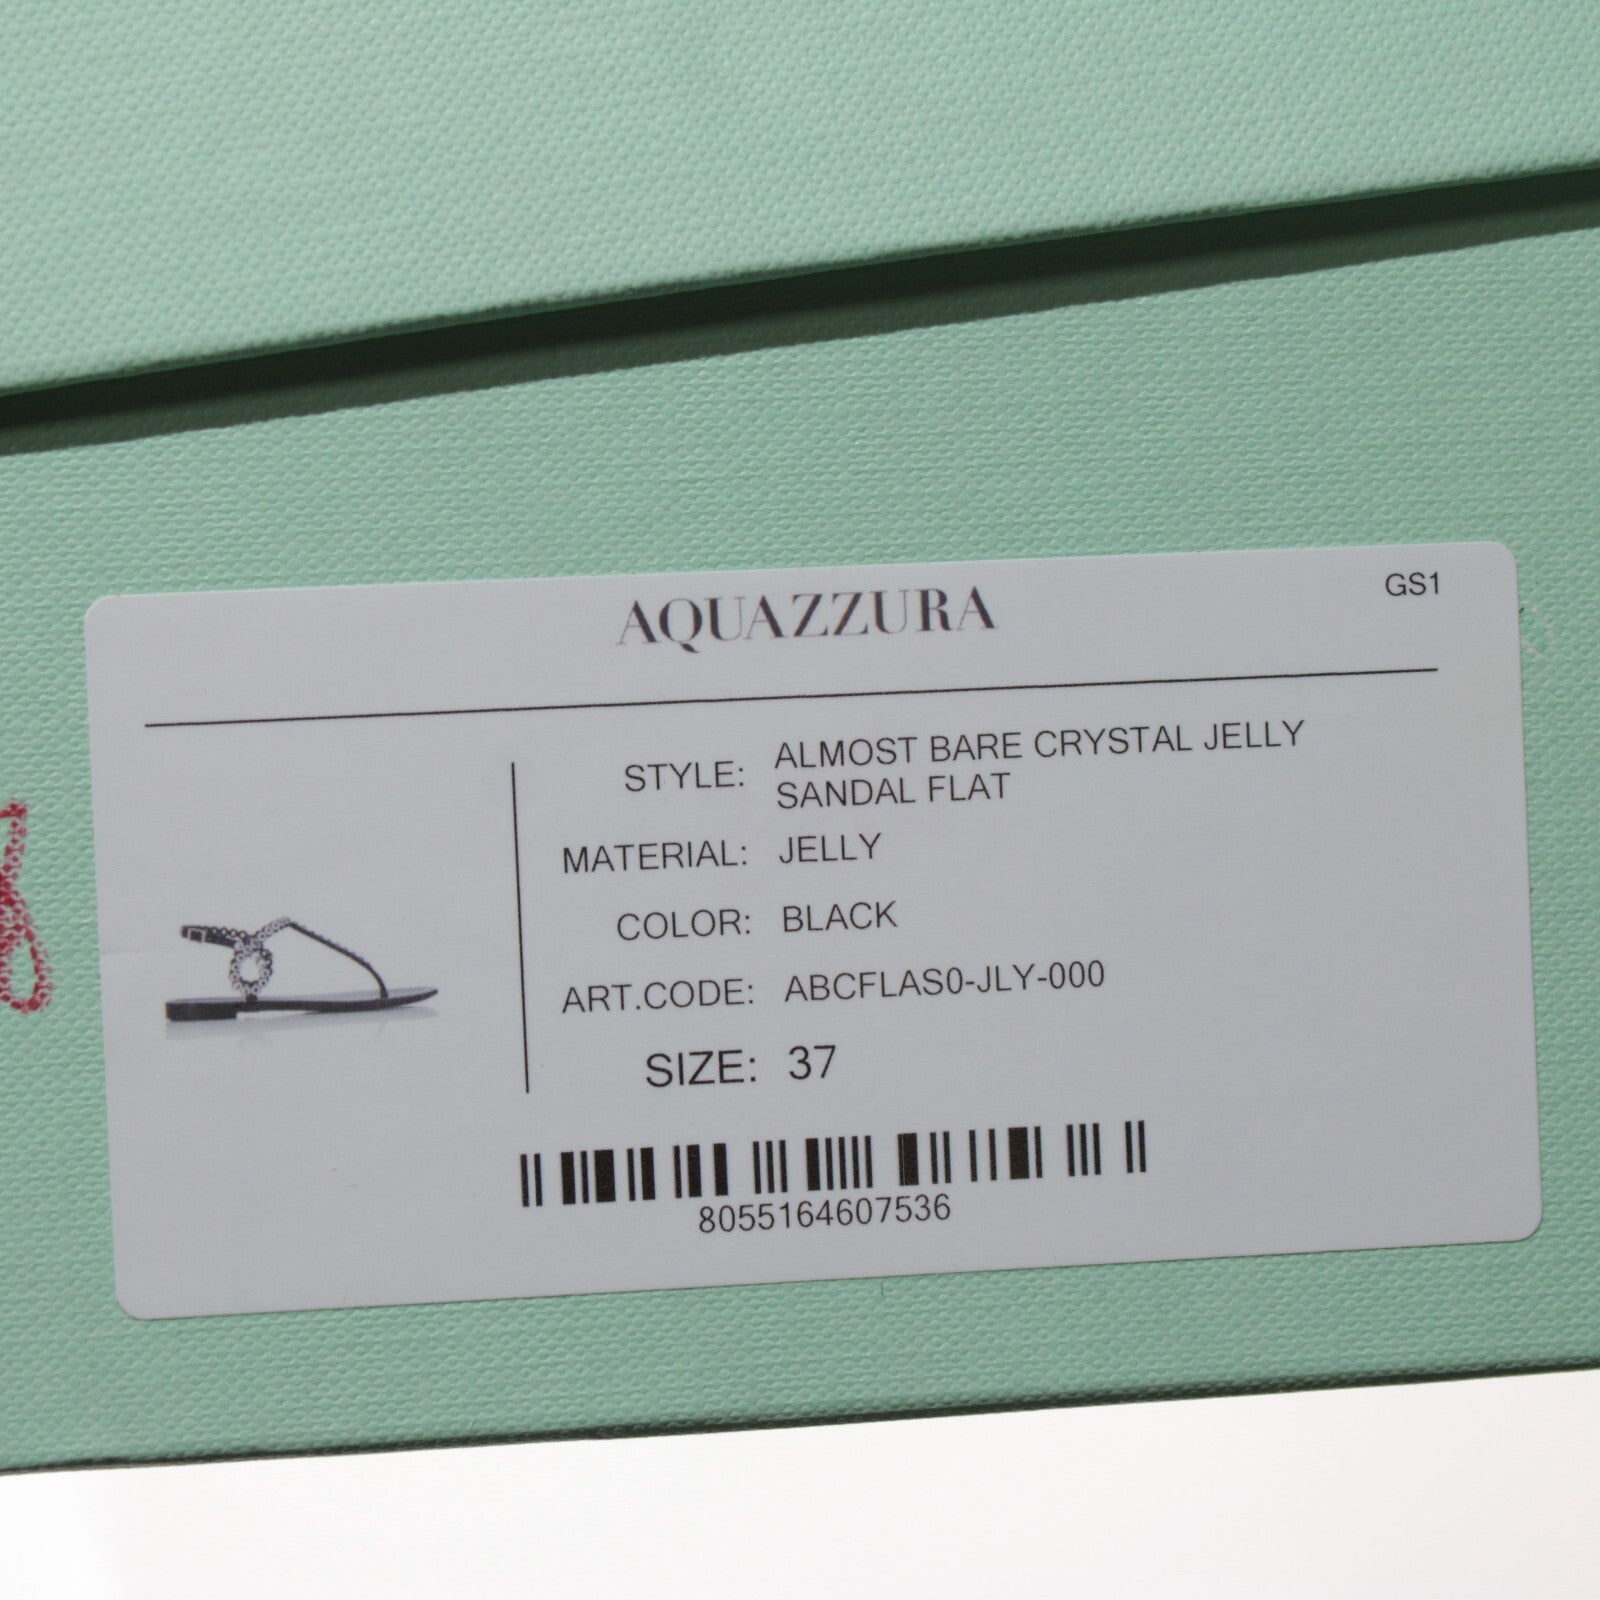 AQUAZZURA
GS1
STYLE: ALMOST BARE CRYSTAL JELLY
SANDAL FLAT
MATERIAL: JELLY
COLOR: BLACK
ART.CODE: ABCFLAS0-JLY-000
SIZE: 37
8055164607536